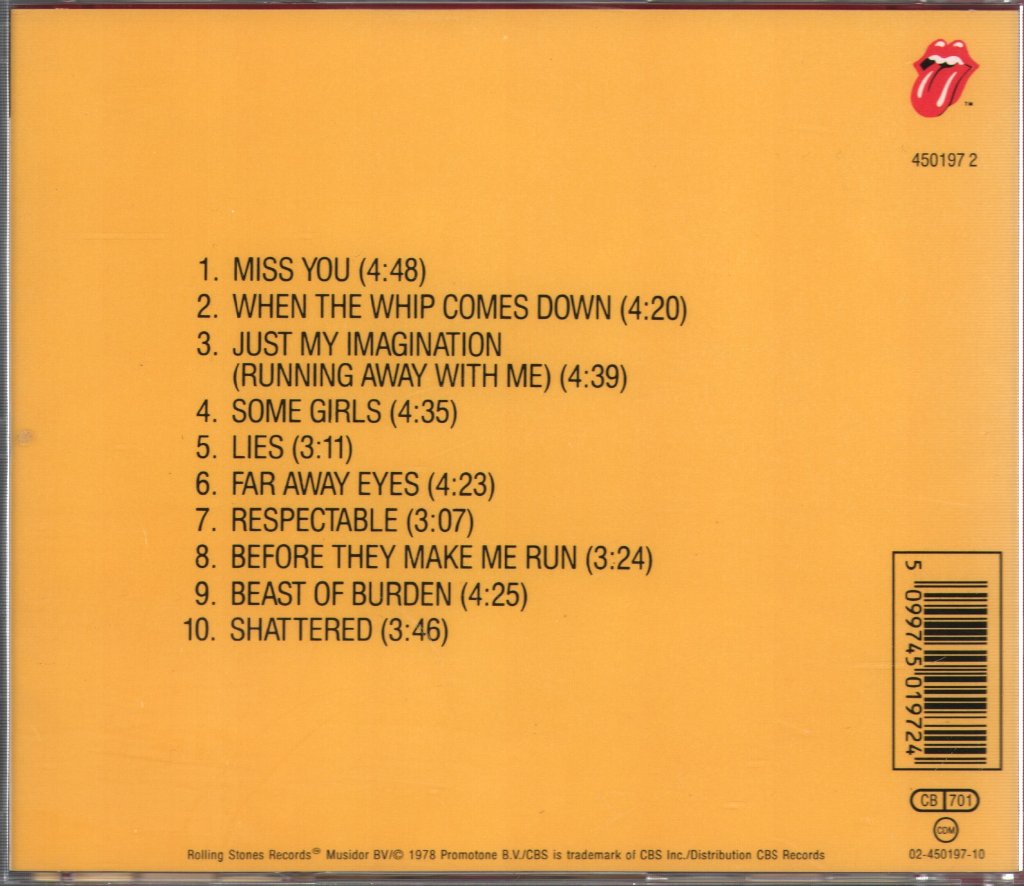 ™
450197 2
1. MISS YOU (4:48)
2. WHEN THE WHIP COMES DOWN (4:20)
3. JUST MY IMAGINATION
(RUNNING AWAY WITH ME) (4:39)
4. SOME GIRLS (4:35)
5. LIES (3:11)
6. FAR AWAY EYES (4:23)
7. RESPECTABLE (3:07)
8. BEFORE THEY MAKE ME RUN (3:24)
9. BEAST OF BURDEN (4:25)
10. SHATTERED (3:46)
5 099745 019724
CB 701
CDM
02-450197-10
Rolling Stones Records℗ Musidor BV/© 1978 Promotone B.V./CBS is trademark of CBS Inc./Distribution CBS Records